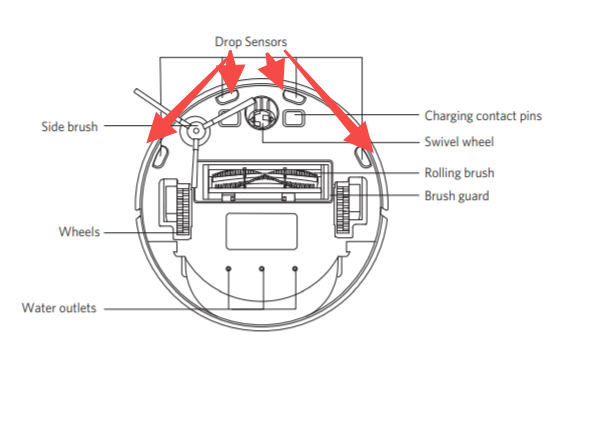 Drop Sensors
Charging contact pins
Side brush
Swivel wheel
Rolling brush
Brush guard
Wheels
Water outlets